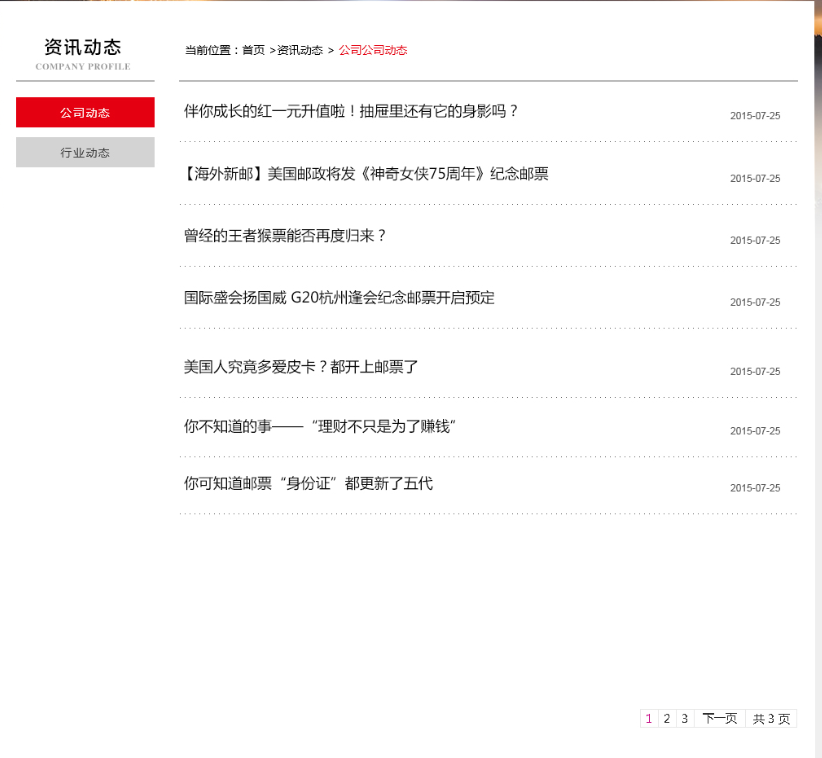 资讯动态
COMPANY PROFILE
公司动态
行业动态
当前位置：首页 >资讯动态 > 公司公司动态
伴你成长的红一元升值啦！抽屉里还有它的身影吗？ 2015-07-25
【海外新邮】美国邮政将发《神奇女侠75周年》纪念邮票 2015-07-25
曾经的王者猴票能否再度归来？ 2015-07-25
国际盛会扬国威 G20杭州逢会纪念邮票开启预定 2015-07-25
美国人究竟多爱皮卡？都开上邮票了 2015-07-25
你不知道的事——“理财不只是为了赚钱” 2015-07-25
你可知道邮票“身份证”都更新了五代 2015-07-25
1 2 3 下一页 共 3 页